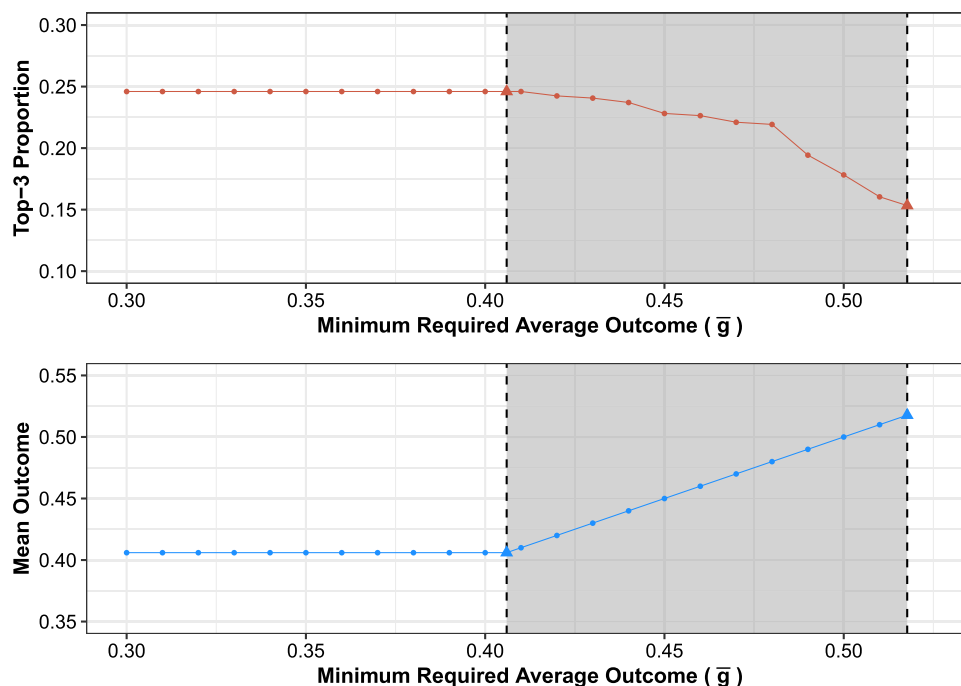 0.30
0.25
0.20
0.15
0.10
Top−3 Proportion
0.30 0.35 0.40 0.45 0.50
Minimum Required Average Outcome ( g̅ )
0.55
0.50
0.45
0.40
0.35
Mean Outcome
0.30 0.35 0.40 0.45 0.50
Minimum Required Average Outcome ( g̅ )